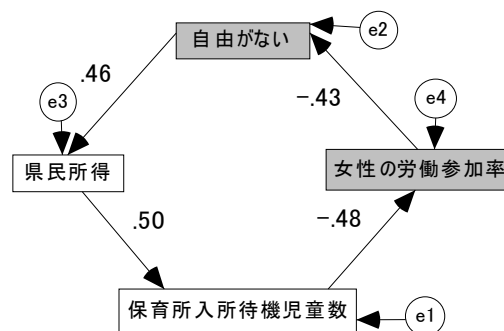 e2
自由がない
.46
−.43
e3
e4
県民所得
女性の労働参加率
.50
−.48
保育所入所待機児童数
e1